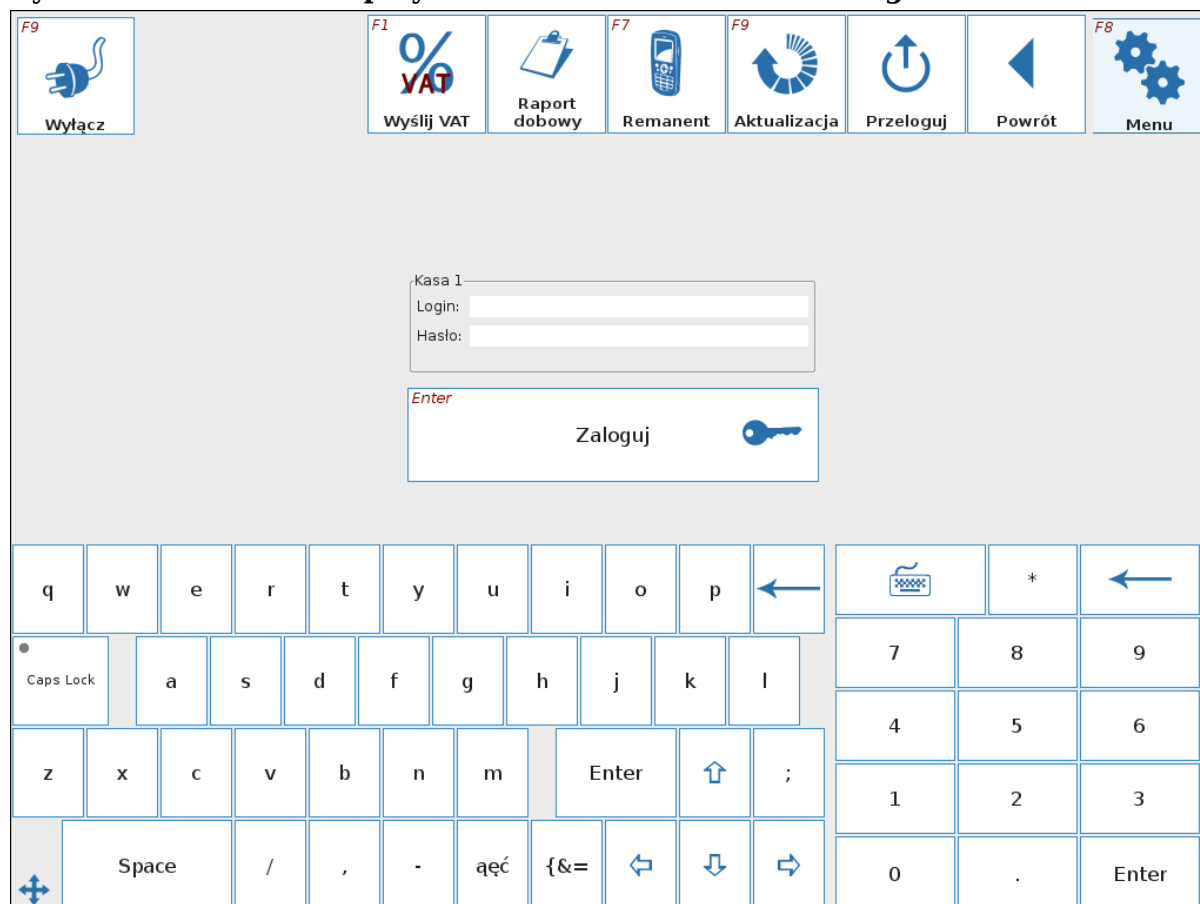 F9
Wyłącz
F1
% VAT
Wyślij VAT
Raport
dobowy
F7
Remanent
F9
Aktualizacja
Przeloguj
Powrót
F8
Menu
Kasa 1
Login:
Hasło:
Enter
Zaloguj
q w e r t y u i o p
* 
7 8 9
Caps Lock a s d f g h j k l
4 5 6
z x c v b n m Enter ;
1 2 3
Space / , - ąęć {&=
0 . Enter